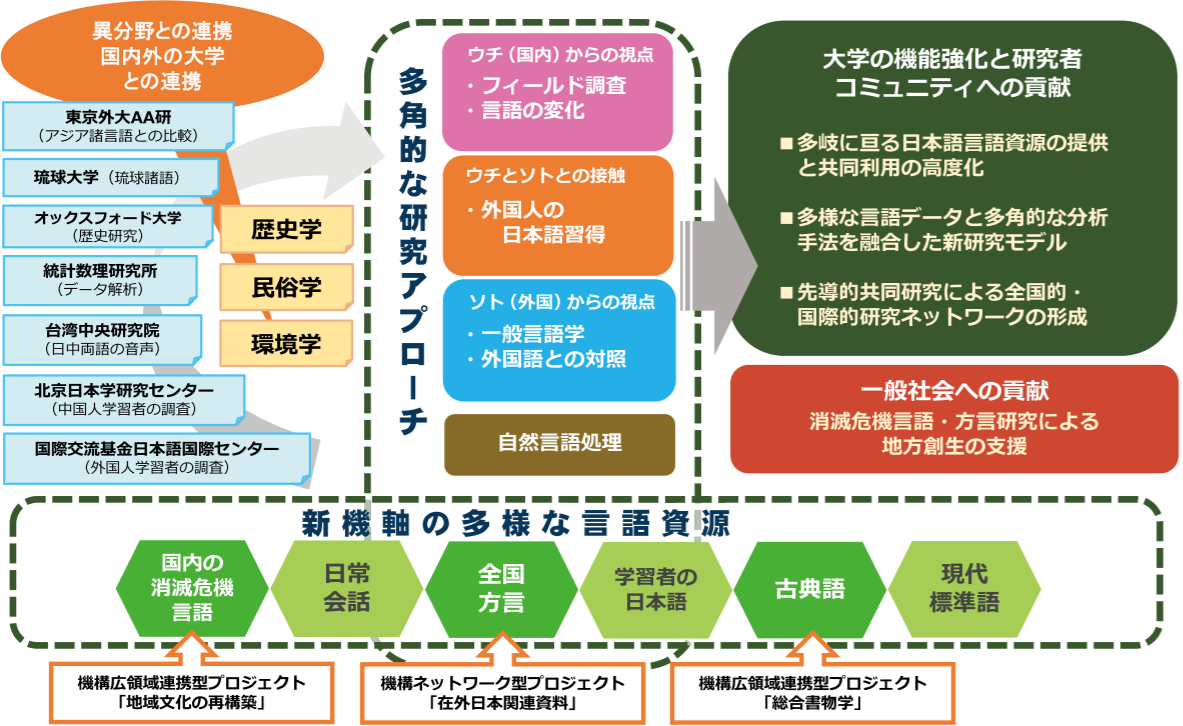 異分野との連携
国内外の大学
との連携
東京外大AA研
（アジア諸言語との比較）
琉球大学（琉球諸語）
オックスフォード大学
（歴史研究）
統計数理研究所
（データ解析）
台湾中央研究院
（日中両語の音声）
北京日本学研究センター
（中国人学習者の調査）
国際交流基金日本語国際センター
（外国人学習者の調査）
歴史学
民俗学
環境学
多角的な研究アプローチ
ウチ（国内）からの視点
・フィールド調査
・言語の変化
ウチとソトとの接触
・外国人の
日本語習得
ソト（外国）からの視点
・一般言語学
・外国語との対照
自然言語処理
大学の機能強化と研究者
コミュニティへの貢献
■多岐に亘る日本語言語資源の提供
と共同利用の高度化
■多様な言語データと多角的な分析
手法を融合した新研究モデル
■先導的共同研究による全国的・
国際的研究ネットワークの形成
一般社会への貢献
消滅危機言語・方言研究による
地方創生の支援
新機軸の多様な言語資源
国内の
消滅危機
言語
日常
会話
全国
方言
学習者の
日本語
古典語
現代
標準語
機構広領域連携型プロジェクト
「地域文化の再構築」
機構ネットワーク型プロジェクト
「在外日本関連資料」
機構広領域連携型プロジェクト
「総合書物学」